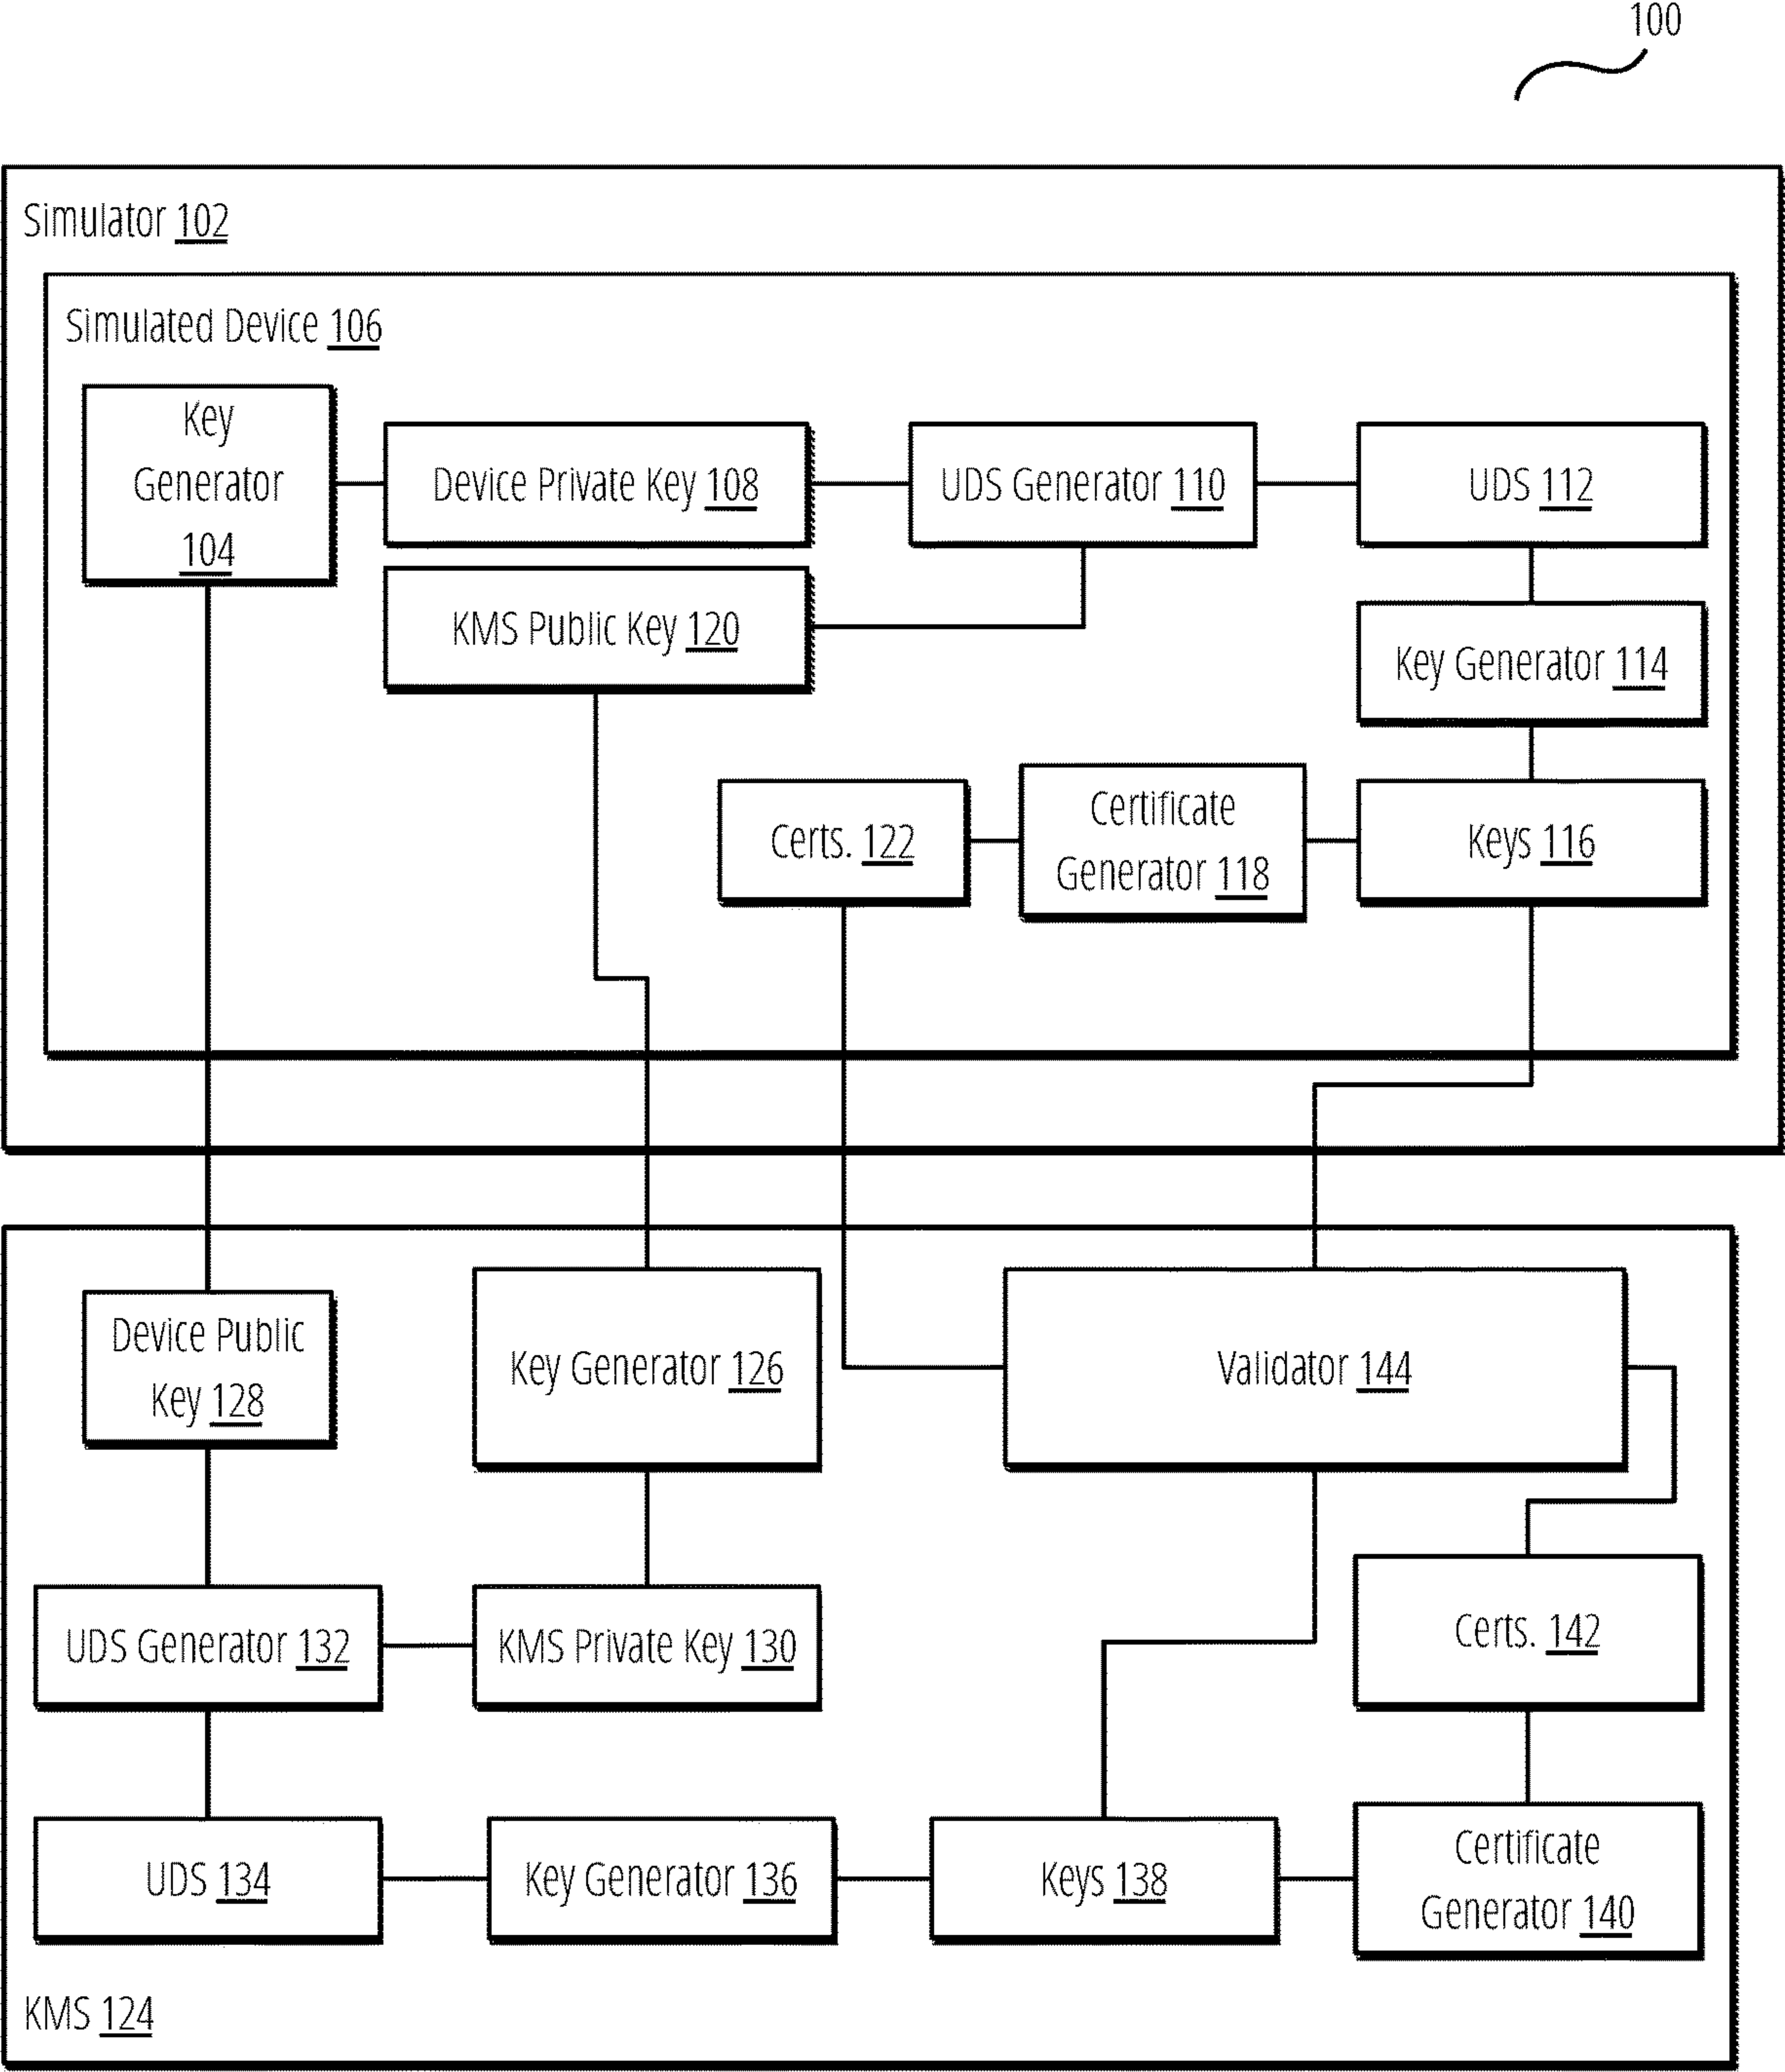 100
Simulator 102
Simulated Device 106
Key
Generator
104
Device Private Key 108
UDS Generator 110
UDS 112
KMS Public Key 120
Key Generator 114
Certs. 122
Certificate
Generator 118
Keys 116
Device Public
Key 128
Key Generator 126
Validator 144
UDS Generator 132
KMS Private Key 130
Certs. 142
UDS 134
Key Generator 136
Keys 138
Certificate
Generator 140
KMS 124